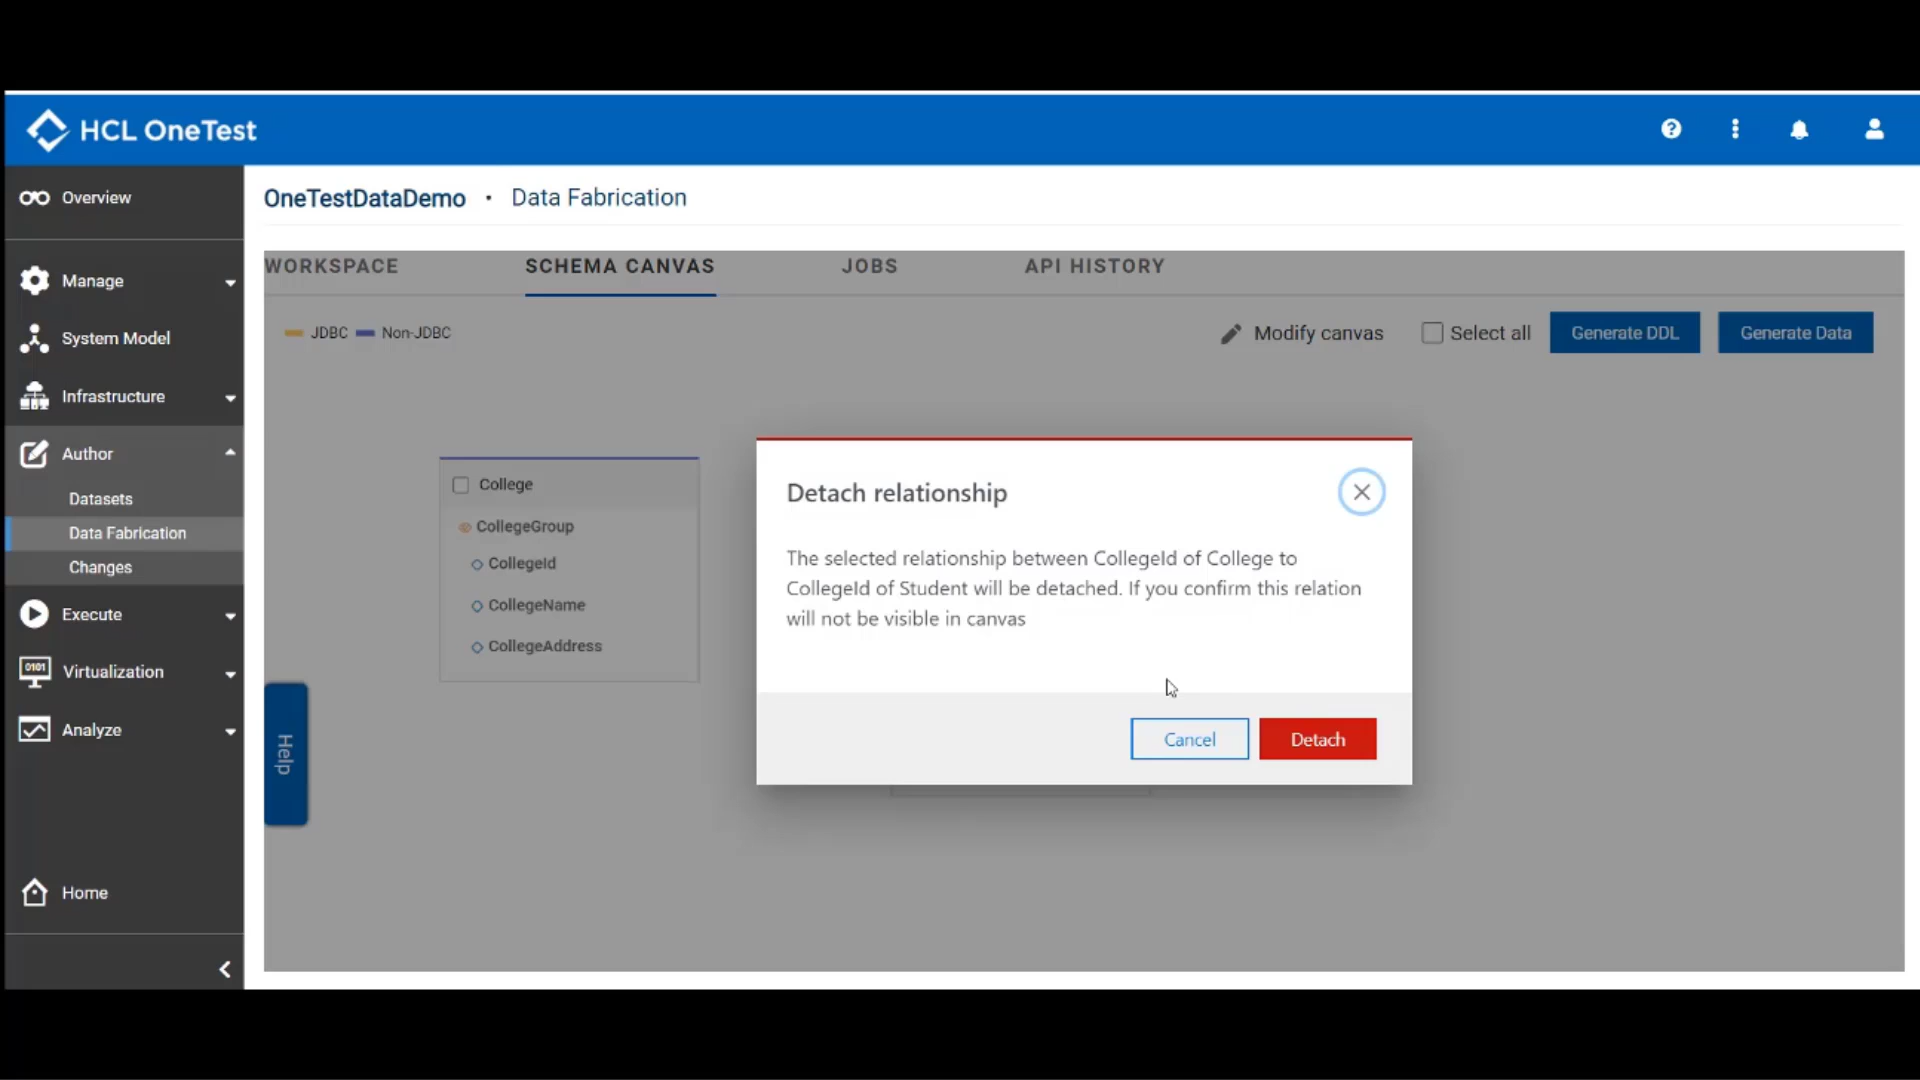 HCL OneTest
Overview
Manage
System Model
Infrastructure
Author
Datasets
Data Fabrication
Changes
Execute
0101
Virtualization
Analyze
Home
OneTestDataDemo · Data Fabrication
WORKSPACE
SCHEMA CANVAS
JOBS
API HISTORY
JDBC
Non-JDBC
Modify canvas
Select all
Generate DDL
Generate Data
College
CollegeGroup
CollegeId
CollegeName
CollegeAddress
Help
Detach relationship
The selected relationship between CollegeId of College to
CollegeId of Student will be detached. If you confirm this relation
will not be visible in canvas
Cancel
Detach